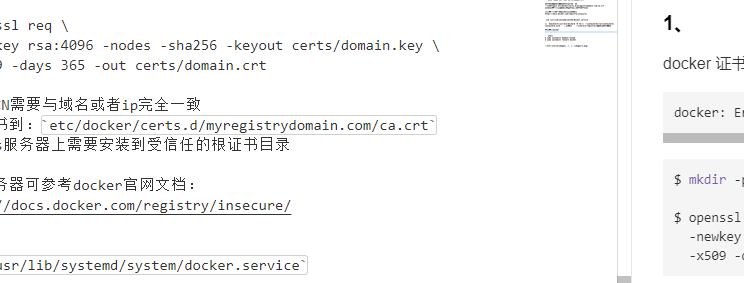 ssl req \
key rsa:4096 -nodes -sha256 -keyout certs/domain.key \
9 -days 365 -out certs/domain.crt
CN需要与域名或者ip完全一致
书到：`etc/docker/certs.d/myregistrydomain.com/ca.crt`
s服务器上需要安装到受信任的根证书目录
务器可参考docker官网文档：
//docs.docker.com/registry/insecure/
usr/lib/systemd/system/docker.service`
1、
docker 证书
docker: Er
$ mkdir -p
$ openssl
-newkey
-x509 -d